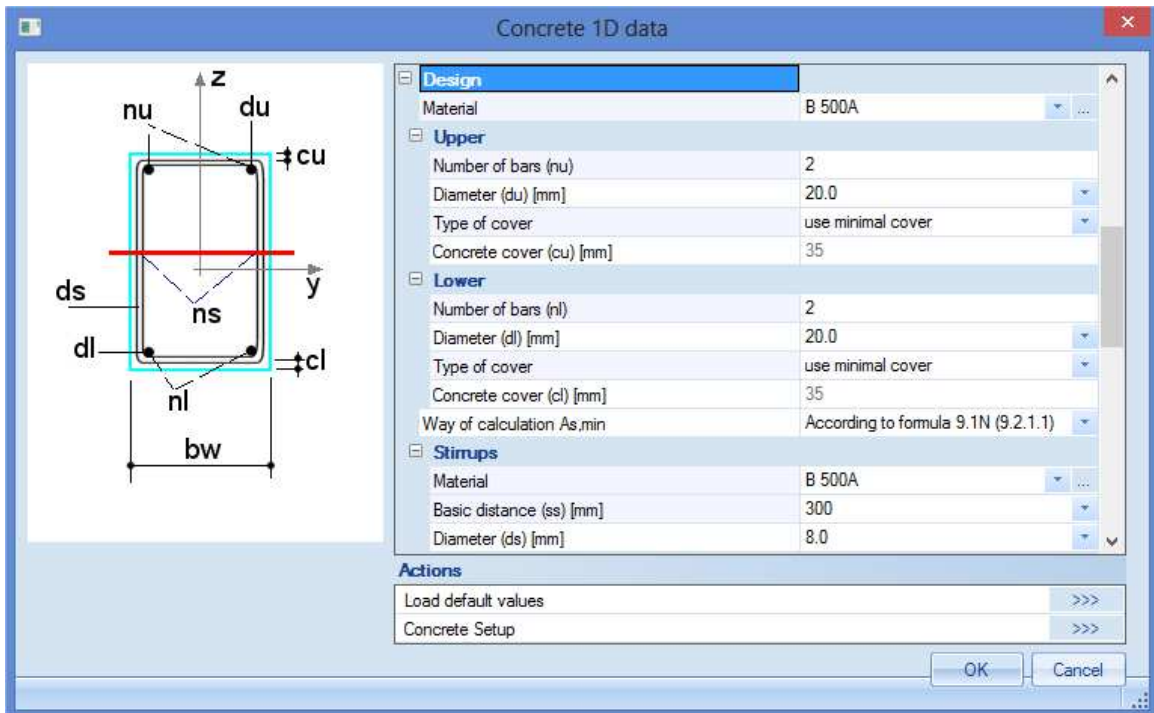 Concrete 1D data
z
nu
du
cu
y
ds
ns
dl
cl
nl
bw
Design
Material B 500A ...
Upper
Number of bars (nu) 2
Diameter (du) [mm] 20.0
Type of cover use minimal cover
Concrete cover (cu) [mm] 35
Lower
Number of bars (nl) 2
Diameter (dl) [mm] 20.0
Type of cover use minimal cover
Concrete cover (cl) [mm] 35
Way of calculation As,min According to formula 9.1N (9.2.1.1)
Stirrups
Material B 500A ...
Basic distance (ss) [mm] 300
Diameter (ds) [mm] 8.0
Actions
Load default values >>>
Concrete Setup >>>
OK Cancel